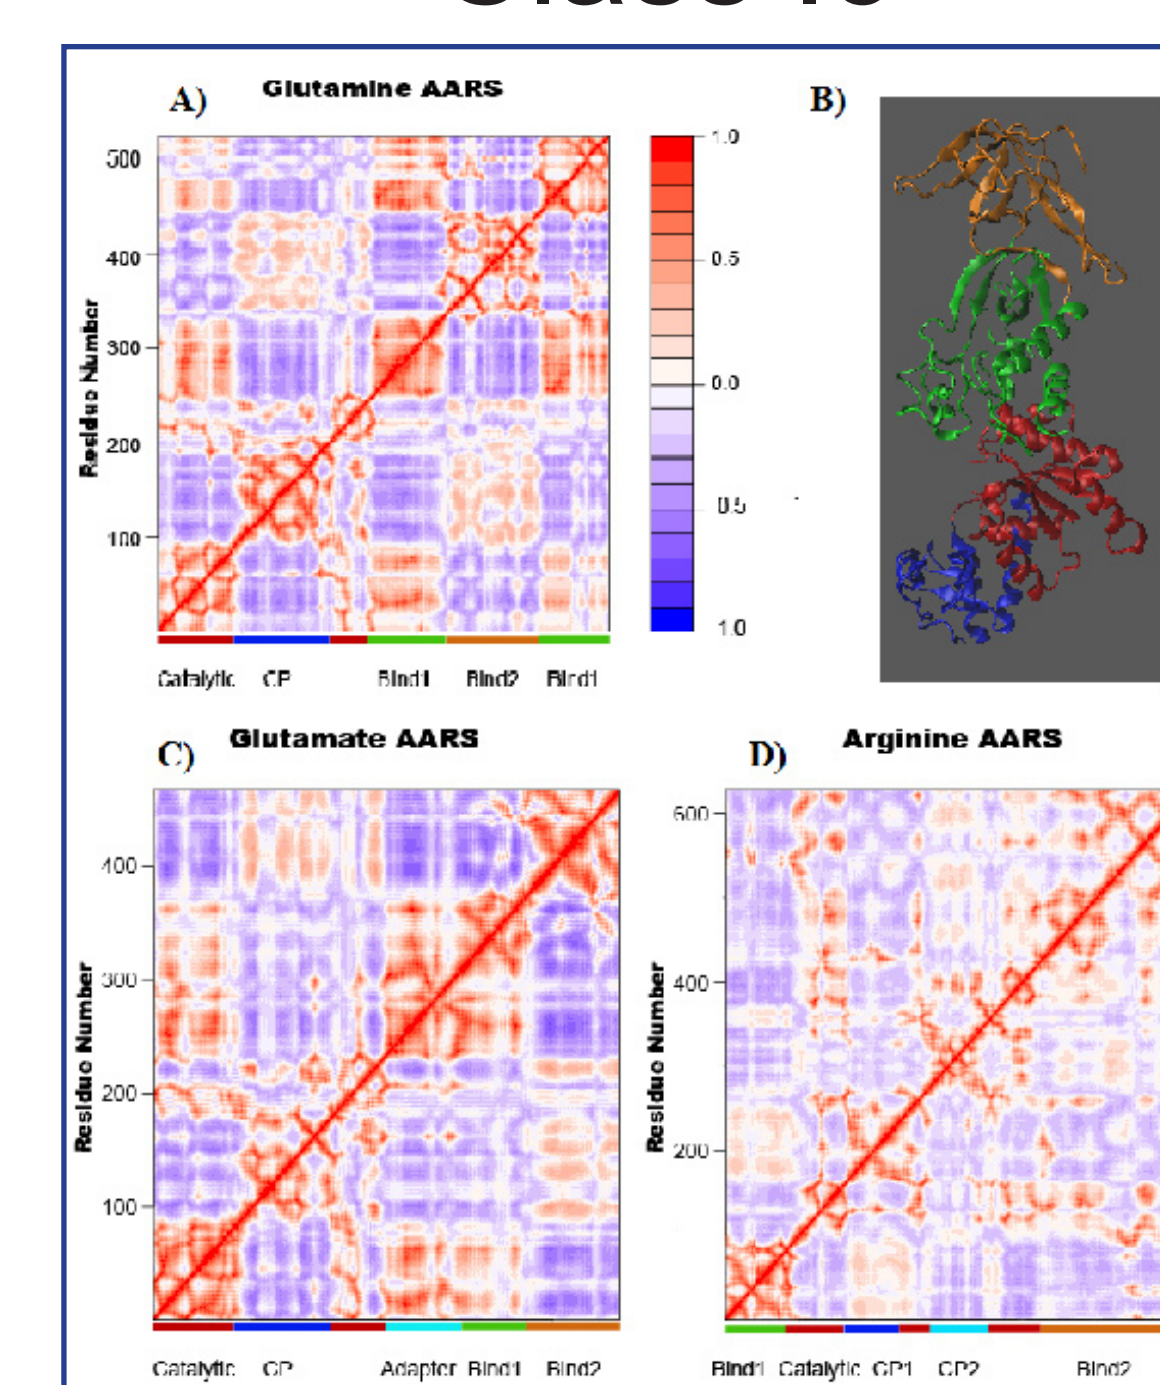 A) Glutamine AARS
B)
500
400
300
200
100
Residue Number
1.0
0.5
0.0
0.5
1.0
Catalytic CP Bind1 Bind2 Bind1
C) Glutamate AARS
D) Arginine AARS
400
300
200
100
Residue Number
600
400
200
Residue Number
Catalytic CP Adapter Bind1 Bind2
Bind1 Catalytic CP1 CP2 Bind2